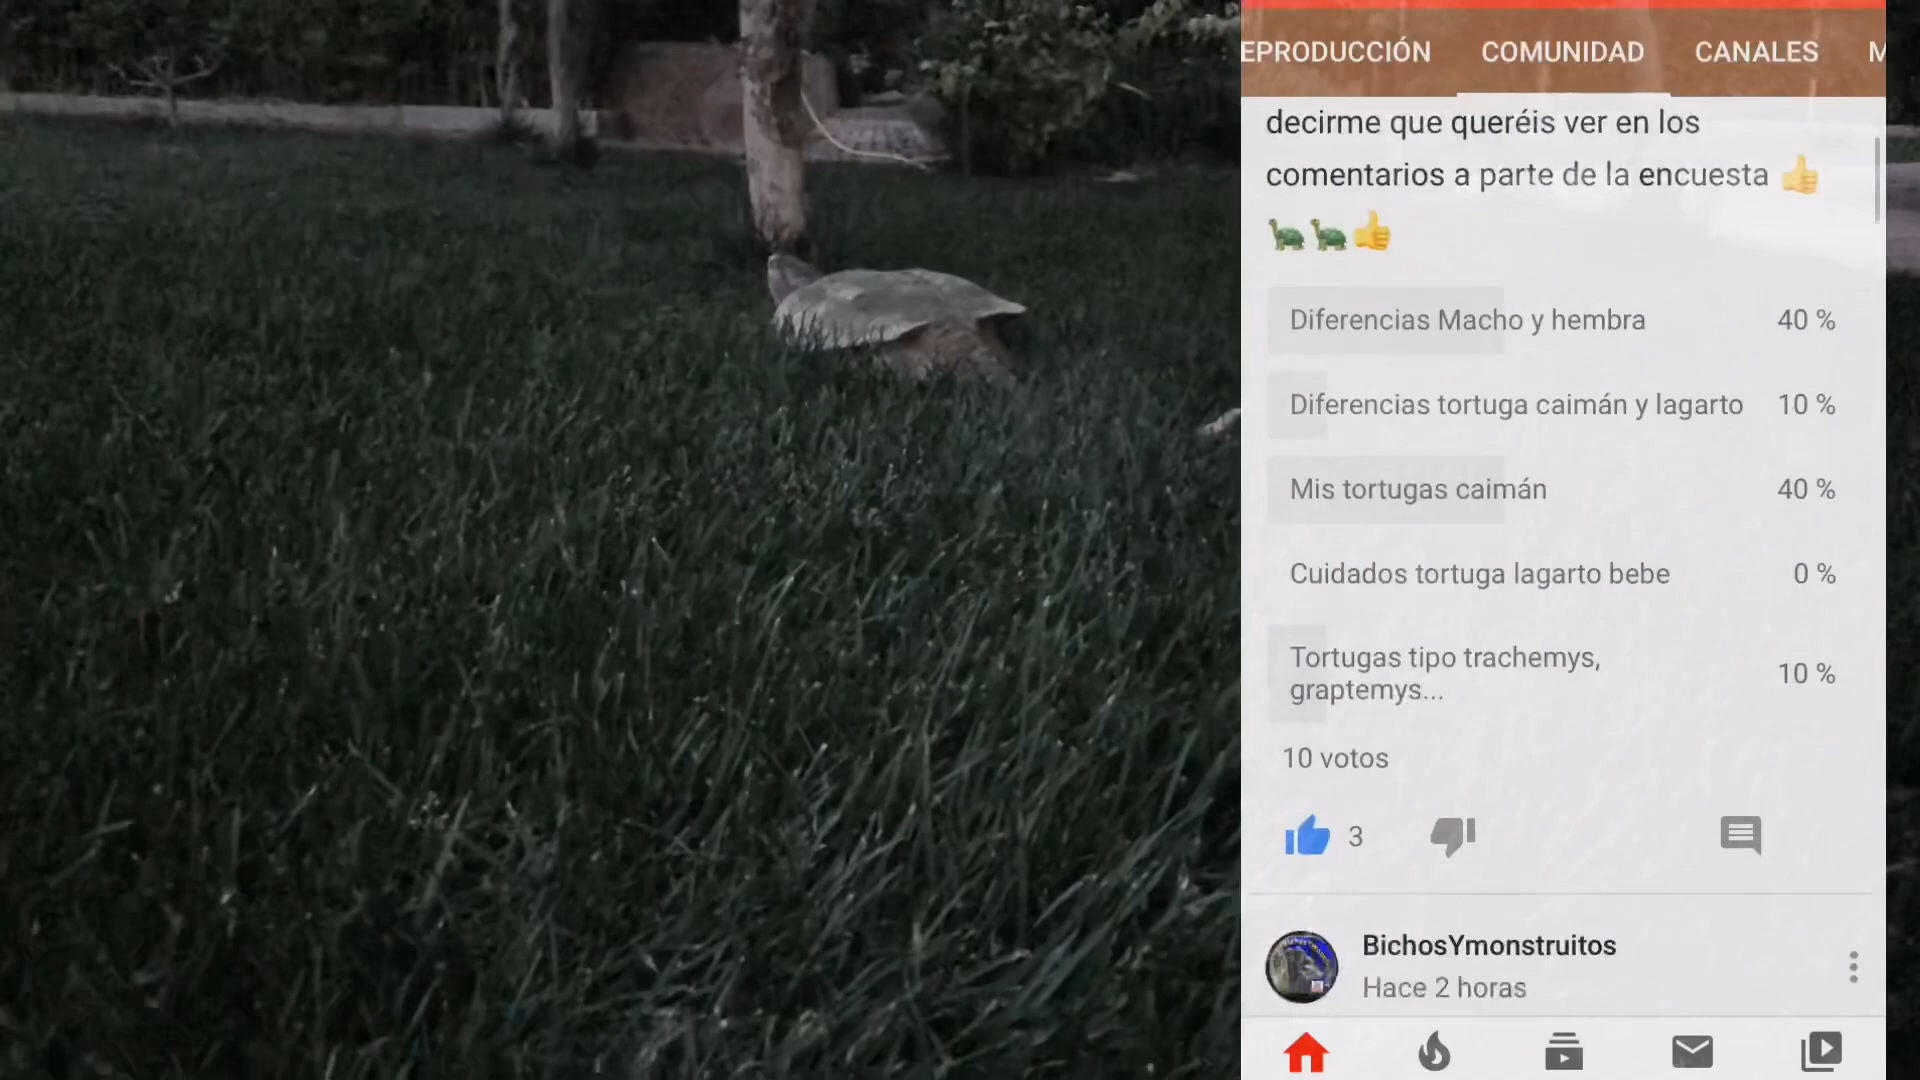 EPRODUCCIÓN COMUNIDAD CANALES M
decirme que queréis ver en los
comentarios a parte de la encuesta 👍
🐢🐢👍
Diferencias Macho y hembra 40 %
Diferencias tortuga caimán y lagarto 10 %
Mis tortugas caimán 40 %
Cuidados tortuga lagarto bebe 0 %
Tortugas tipo trachemys,
graptemys... 10 %
10 votos
3
BichosYmonstruitos
Hace 2 horas